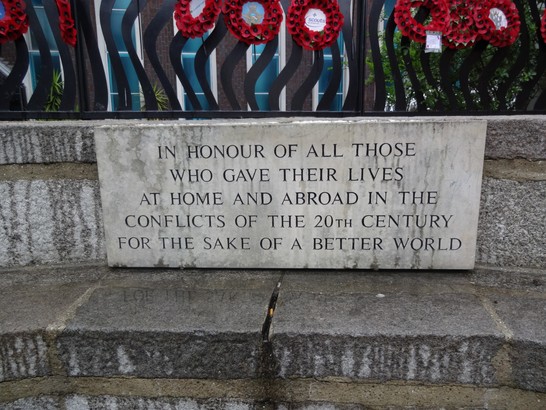 IN HONOUR OF ALL THOSE
WHO GAVE THEIR LIVES
AT HOME AND ABROAD IN THE
CONFLICTS OF THE 20TH CENTURY
FOR THE SAKE OF A BETTER WORLD